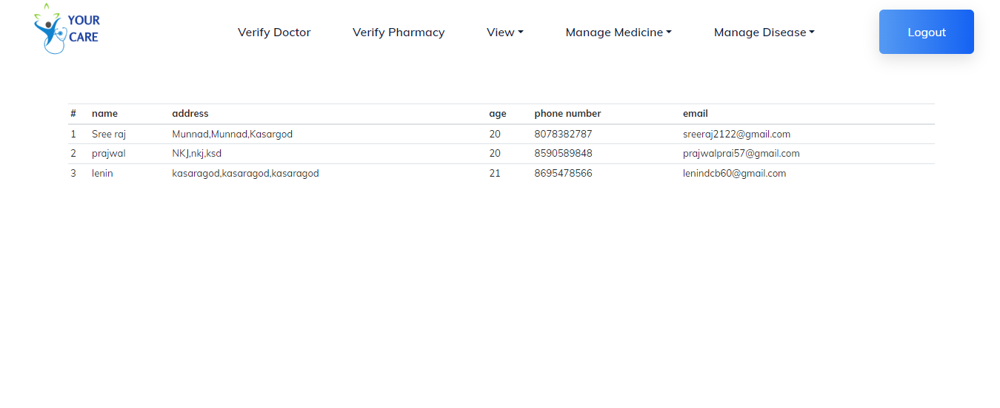 YOUR
CARE
Verify Doctor Verify Pharmacy View Manage Medicine Manage Disease Logout
# name address age phone number email
1 Sree raj Munnad,Munnad,Kasargod 20 8078382787 sreeraj2122@gmail.com
2 prajwal NKJ,nkj,ksd 20 8590589848 prajwalprai57@gmail.com
3 lenin kasaragod,kasaragod,kasaragod 21 8695478566 lenindcb60@gmail.com